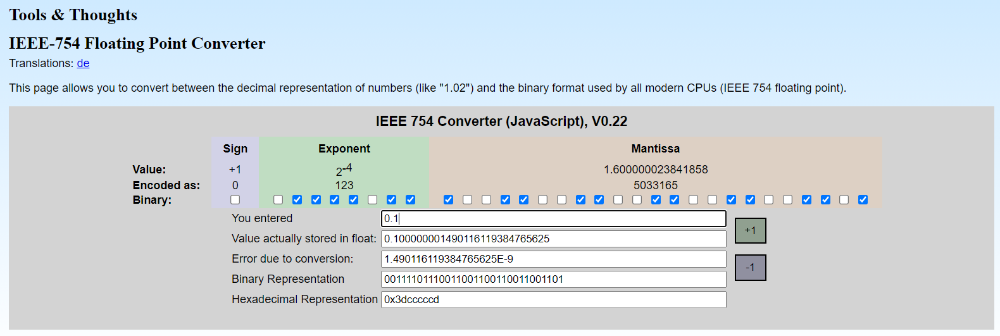 Tools & Thoughts
IEEE-754 Floating Point Converter
Translations: de
This page allows you to convert between the decimal representation of numbers (like "1.02") and the binary format used by all modern CPUs (IEEE 754 floating point).
IEEE 754 Converter (JavaScript), V0.22
Sign Exponent Mantissa
Value: +1 2-4 1.600000023841858
Encoded as: 0 123 5033165
Binary:
You entered 0.1
+1
Value actually stored in float: 0.100000001490116119384765625
Error due to conversion: 1.490116119384765625E-9
-1
Binary Representation 00111101110011001100110011001101
Hexadecimal Representation 0x3dcccccd